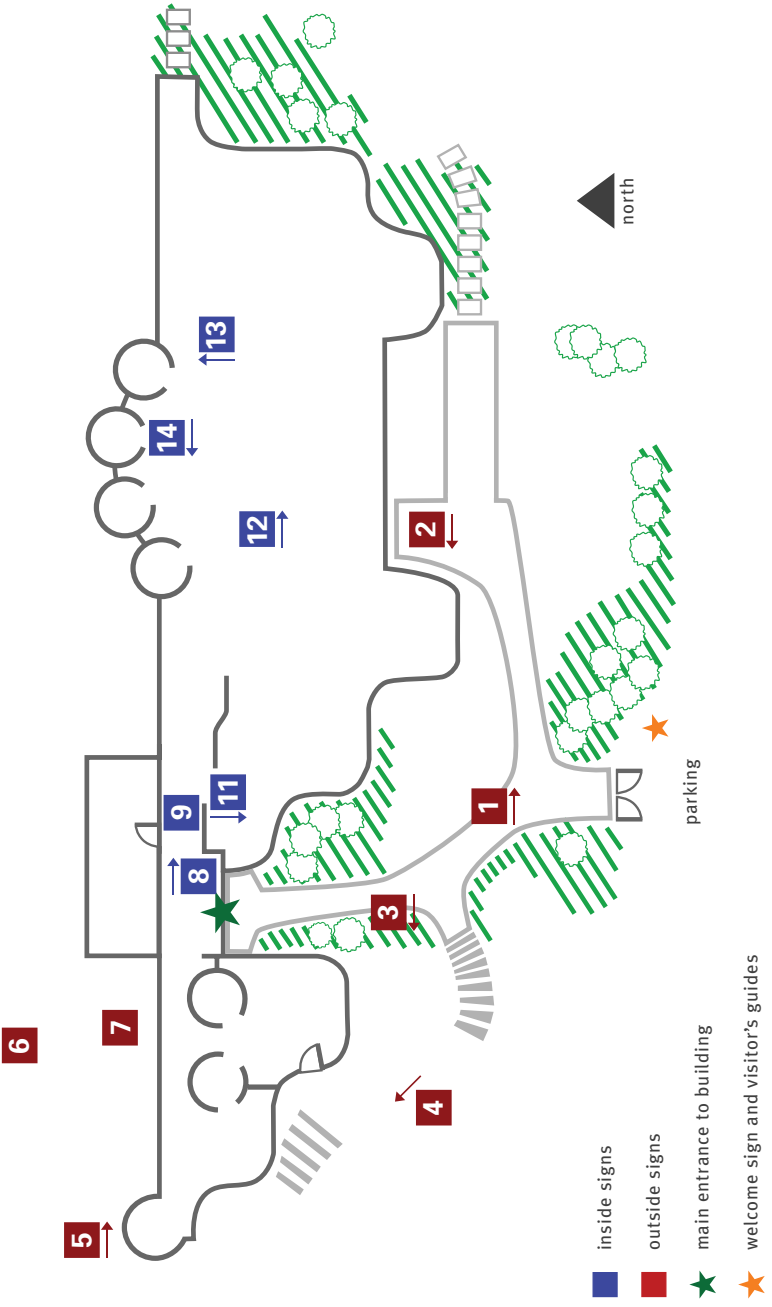 6
5
7
14
9
8
13
11
12
3
2
4
1
north
parking
inside signs
outside signs
main entrance to building
welcome sign and visitor's guides